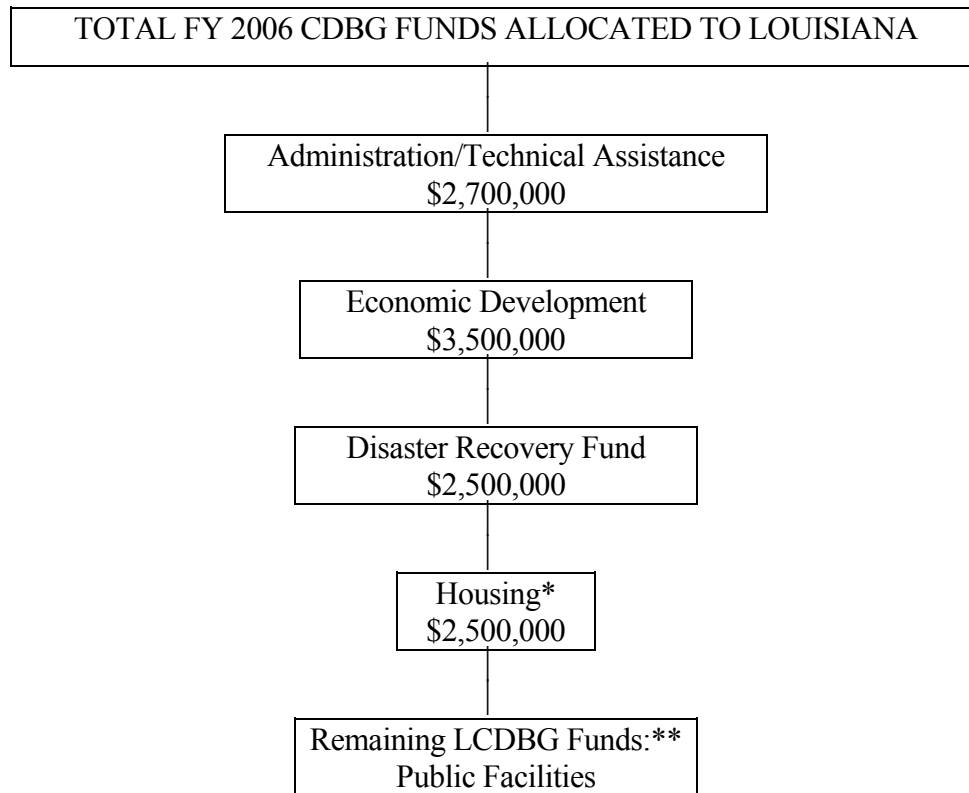 TOTAL FY 2006 CDBG FUNDS ALLOCATED TO LOUISIANA
Administration/Technical Assistance
$2,700,000
Economic Development
$3,500,000
Disaster Recovery Fund
$2,500,000
Housing*
$2,500,000
Remaining LCDBG Funds:**
Public Facilities